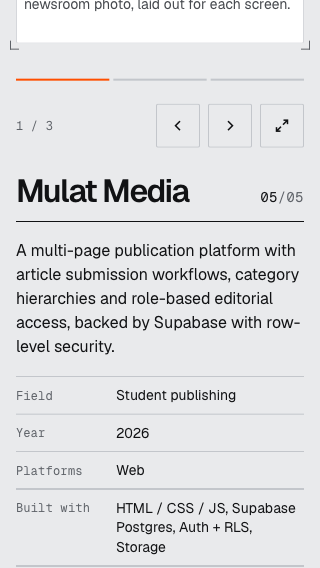 newsroom photo, laid out for each screen.
1 / 3
Mulat Media
05/05
A multi-page publication platform with
article submission workflows, category
hierarchies and role-based editorial
access, backed by Supabase with row-
level security.
Field Student publishing
Year 2026
Platforms Web
Built with HTML / CSS / JS, Supabase
Postgres, Auth + RLS,
Storage